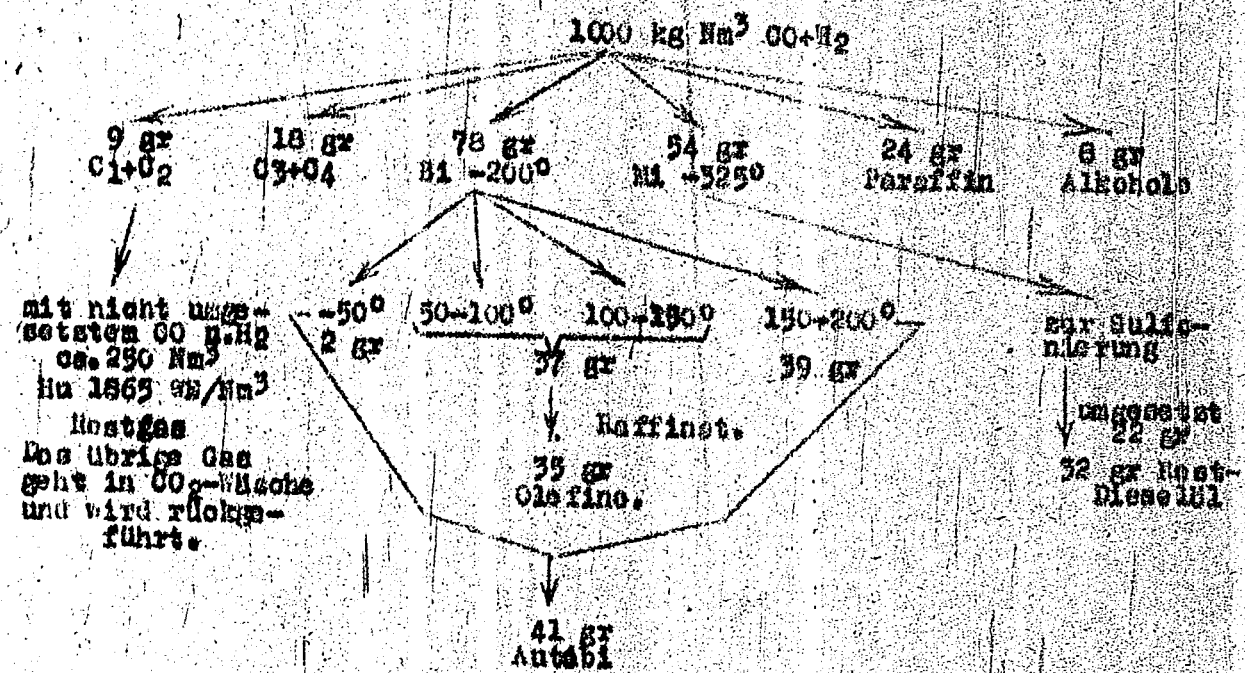 1000 kg Nm³ CO+H₂
9 gr
C1+C2
18 gr
C3+C4
78 gr
Bi -200°
54 gr
Mi -325°
24 gr
Paraffin
8 gr
Alkohole
mit nicht umge-
setztem CO u.H2
ca. 250 Nm³
Hu 1865 WE/Nm³
Restgas
Das übrige Gas
geht in CO₂-Wäsche
und wird rückge-
führt.
-50°
2 gr
50-100°
100-150°
37 gr
150-200°
39 gr
Raffinat.
35 gr
Olefine.
41 gr
Autobi
zur Sulfo-
nierung
umgesetzt
22 gr
32 gr Rest-
Dieselöl